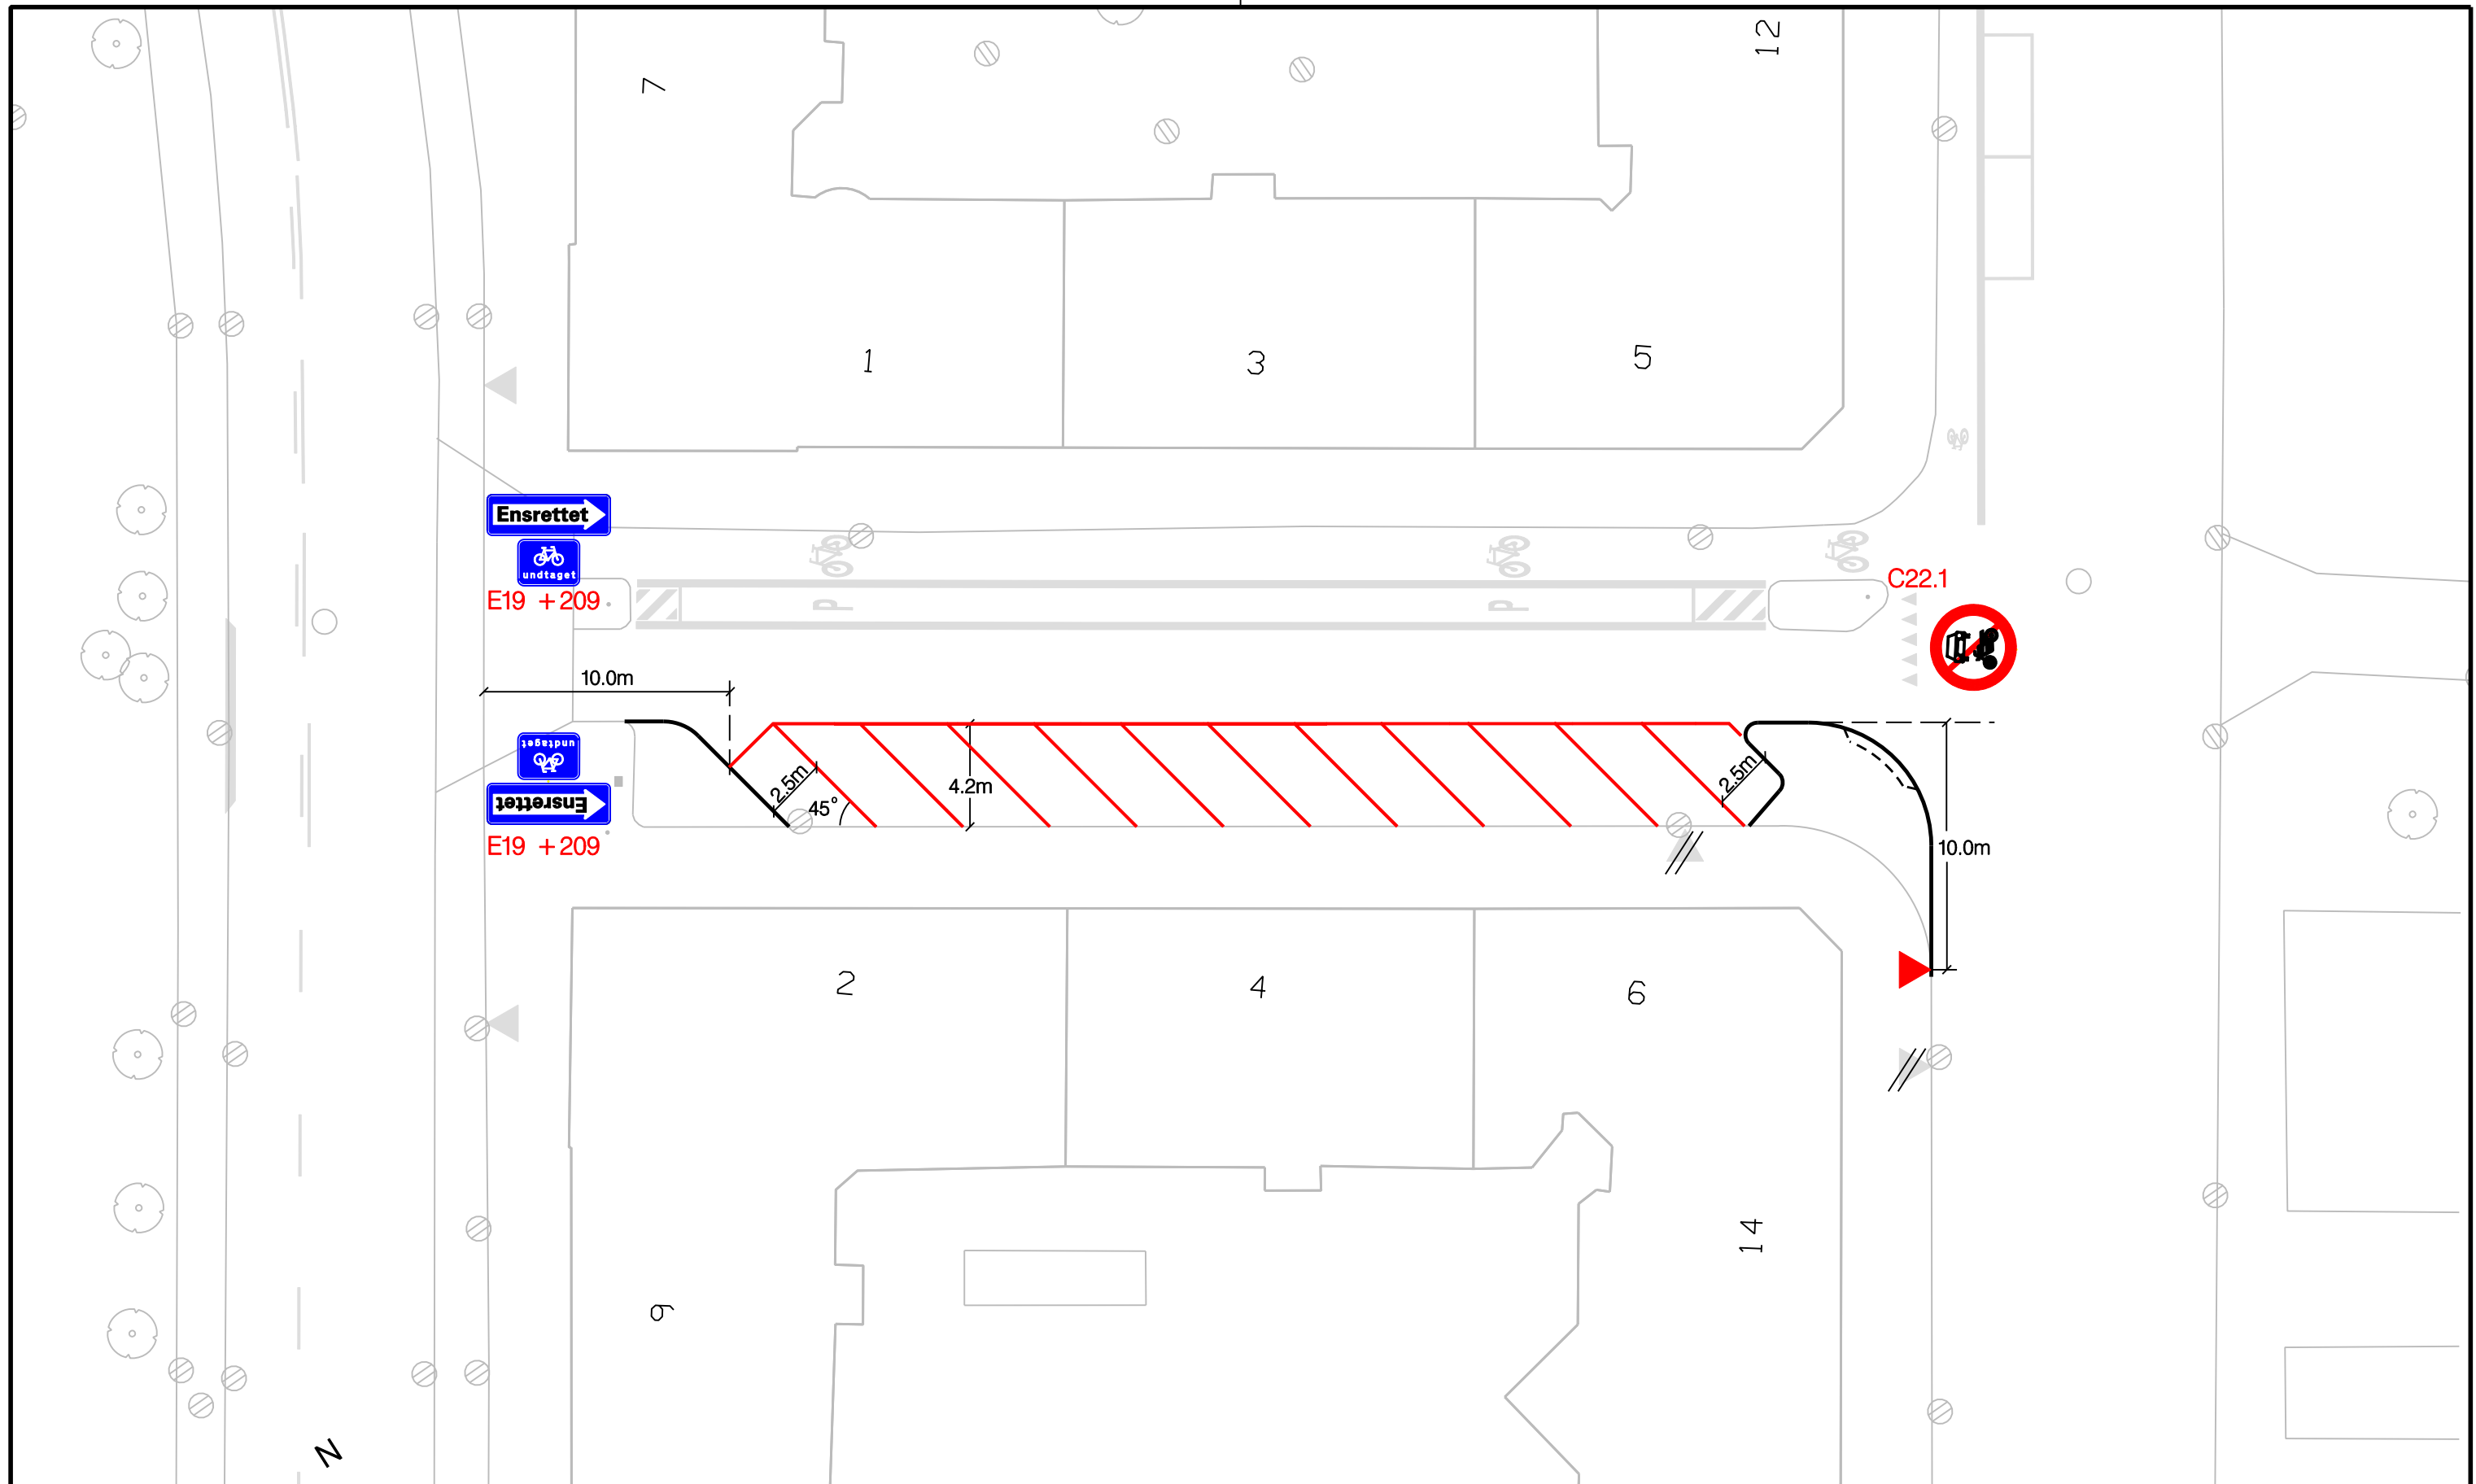 7
12
1
3
5
Ensrettet
undtaget
E19 +209
P
P
C22.1
10.0m
undtaget
Ensrettet
E19 +209
2.5m
45°
4.2m
2.5m
10.0m
2
4
6
14
9
N